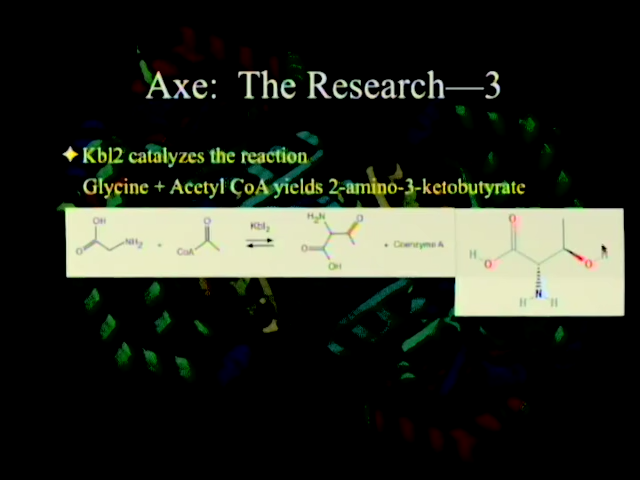 Axe: The Research—3
Kbl2 catalyzes the reaction
Glycine + Acetyl CoA yields 2-amino-3-ketobutyrate
OH
O
NH₂
+
O
CoA
Kbl₂
H₂N
O
O
OH
+ Coenzyme A
O
H
O
O
H
N
H
H